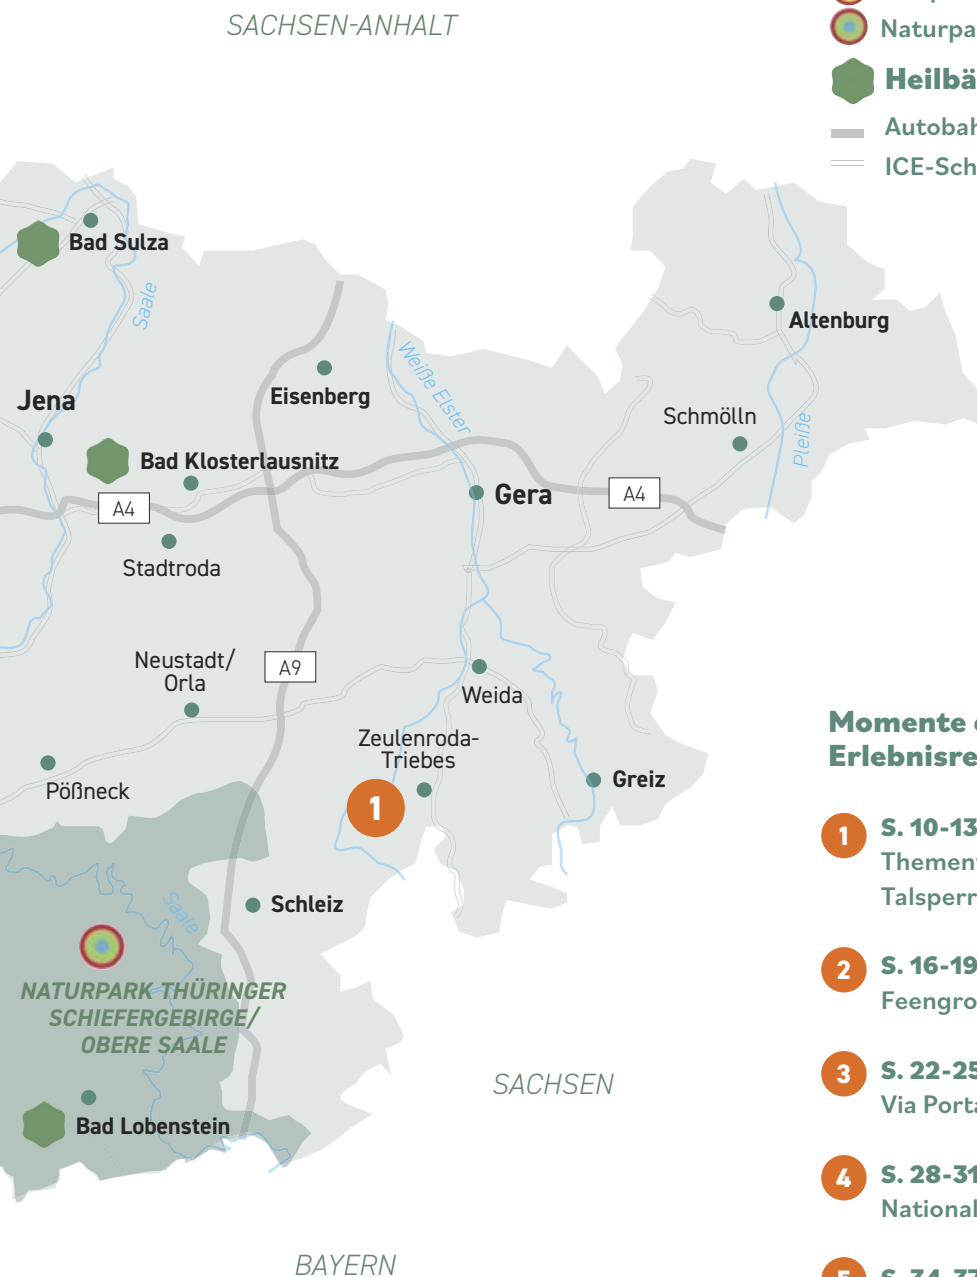 SACHSEN-ANHALT
Naturpa
Heilbä
Autobah
ICE-Sch
Bad Sulza
Saale
Altenburg
Weiße Elster
Jena
Eisenberg
Schmölln
Pleiße
Bad Klosterlausnitz
Gera
A4
A4
Stadtroda
Neustadt/
Orla
A9
Weida
Zeulenroda-
Triebes
1
Greiz
Pößneck
Schleiz
Saale
NATURPARK THÜRINGER
SCHIEFERGEBIRGE/
OBERE SAALE
SACHSEN
Bad Lobenstein
BAYERN
Momente
Erlebnisre
1 S. 10-13
Thement
Talsperr
2 S. 16-19
Feengro
3 S. 22-25
Via Porta
4 S. 28-31
National